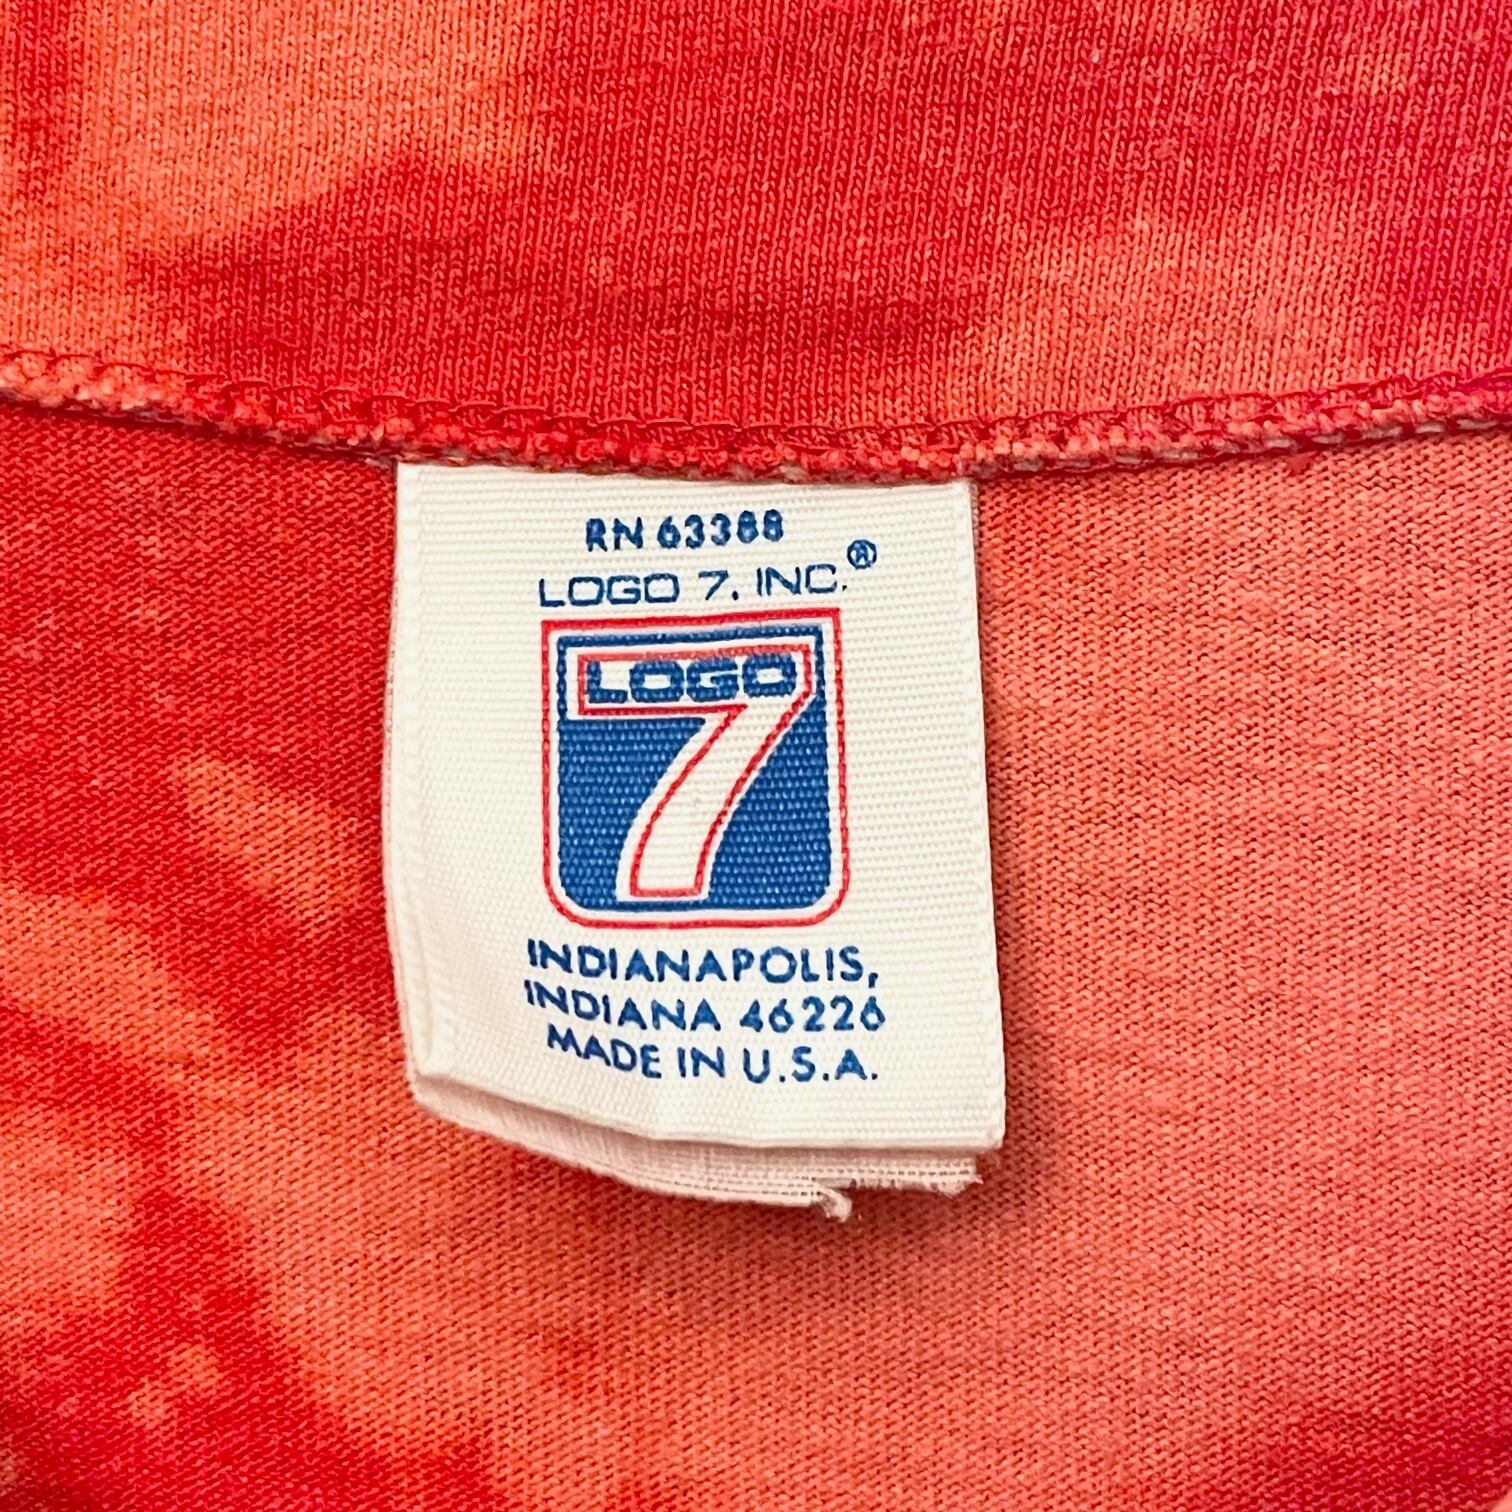 RN 63388
LOGO 7, INC.®
LOGO
7
INDIANAPOLIS,
INDIANA 46226
MADE IN U.S.A.